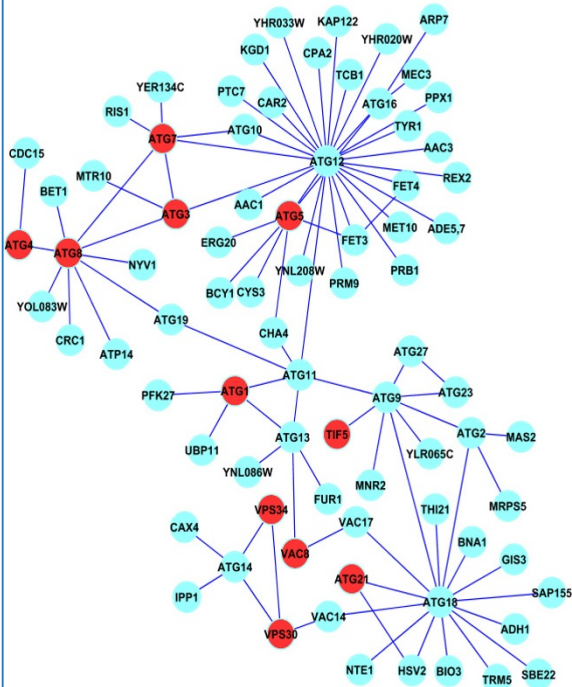 YHR033W
KAP122
ARP7
KGD1
CPA2
YHR020W
TCB1
MEC3
YER134C
PTC7
CAR2
ATG16
PPX1
RIS1
ATG7
ATG10
TYR1
CDC15
ATG12
AAC3
MTR10
REX2
BET1
AAC1
FET4
ATG3
ATG5
MET10
ADE5,7
ATG4
ATG8
ERG20
FET3
NYV1
YNL208W
PRB1
BCY1
CYS3
PRM9
YOL083W
ATG19
CRC1
ATP14
CHA4
ATG27
ATG11
PFK27
ATG1
ATG9
ATG23
TIF5
ATG2
MAS2
UBP11
ATG13
YLR065C
YNL086W
MNR2
FUR1
MRPS5
VPS34
THI21
CAX4
VAC17
BNA1
VAC8
GIS3
ATG14
ATG21
SAP155
IPP1
ATG18
VAC14
ADH1
VPS30
NTE1
HSV2
BIO3
TRM5
SBE22